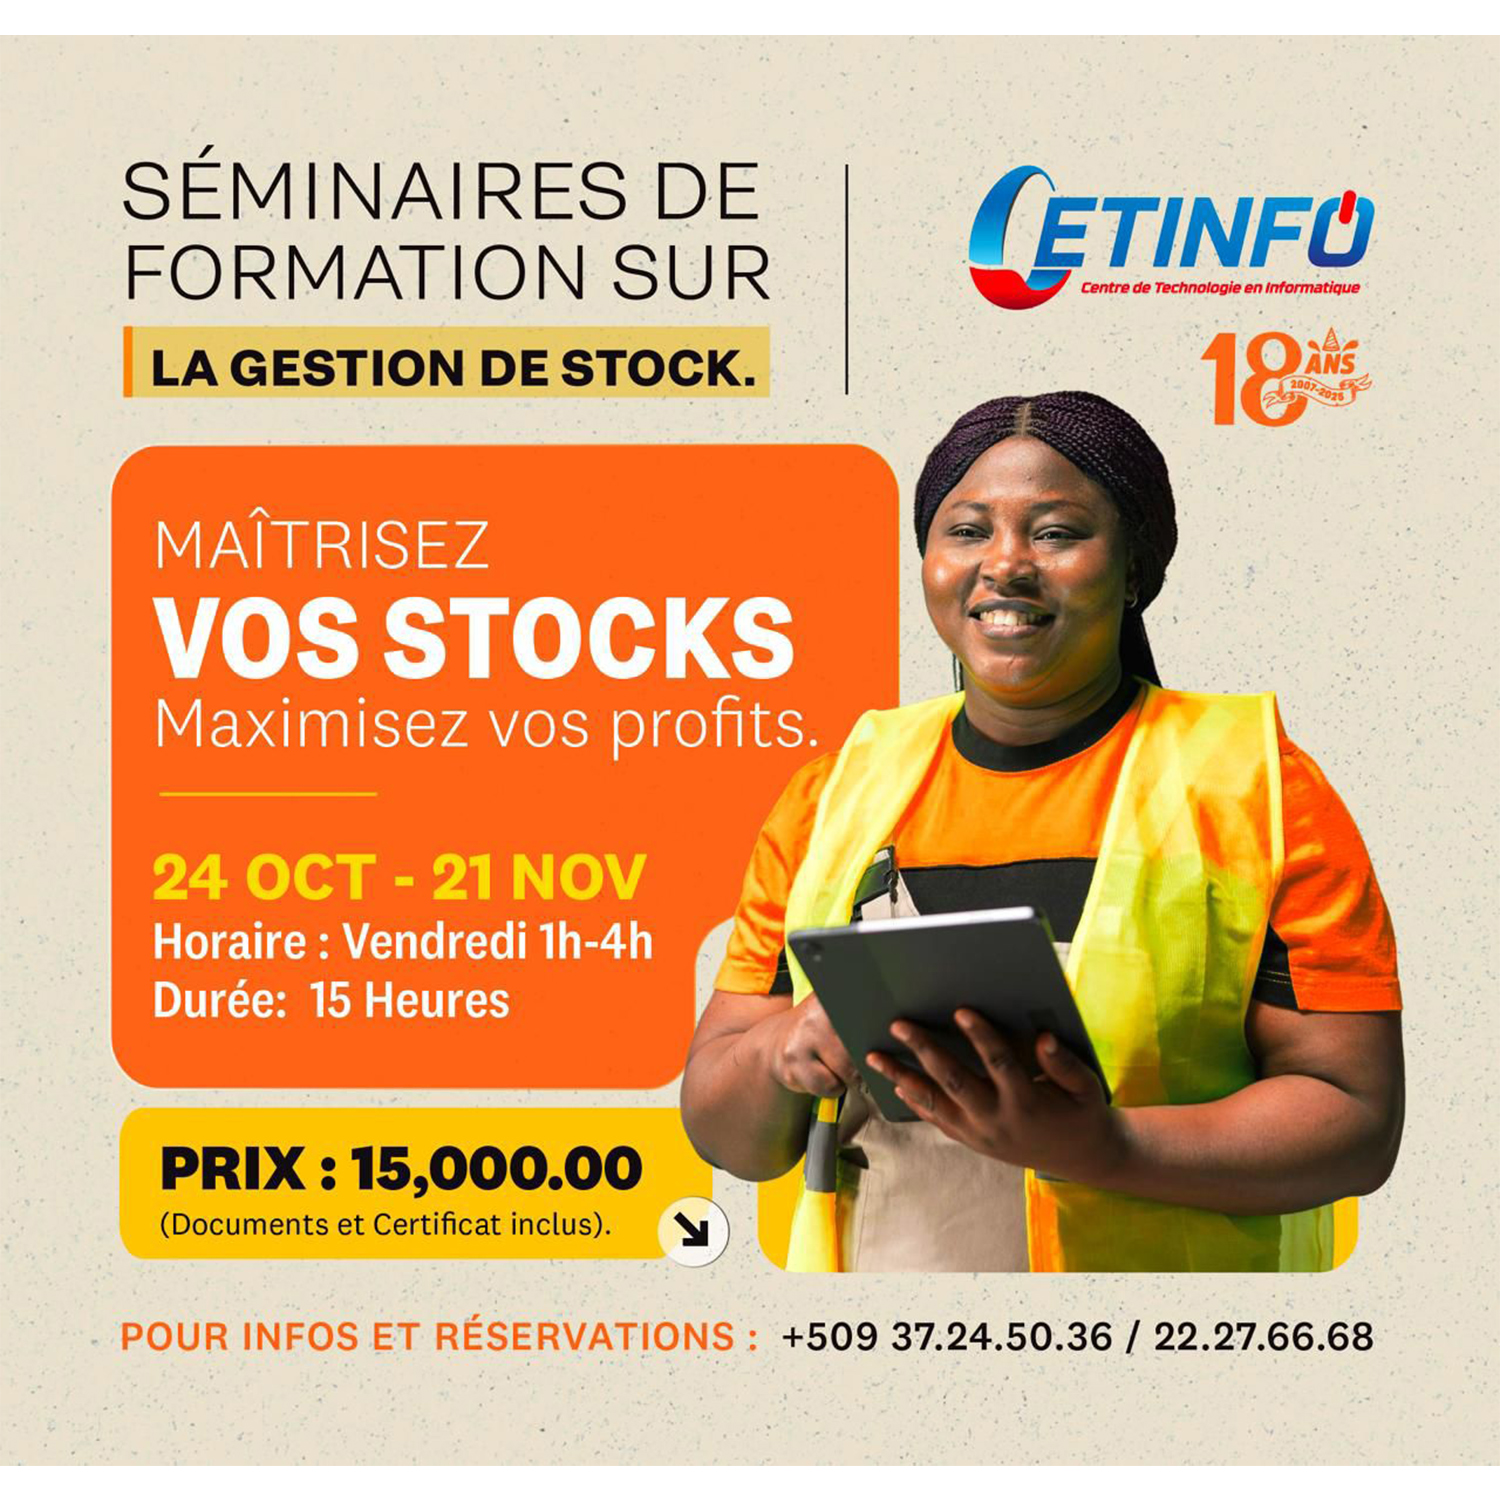 SÉMINAIRES DE
FORMATION SUR
LA GESTION DE STOCK.
CETINFO
Centre de Technologie en Informatique
18 ANS
2007-2025
MAÎTRISEZ
VOS STOCKS
Maximisez vos profits.
24 OCT - 21 NOV
Horaire : Vendredi 1h-4h
Durée: 15 Heures
PRIX : 15,000.00
(Documents et Certificat inclus).
POUR INFOS ET RÉSERVATIONS : +509 37.24.50.36 / 22.27.66.68